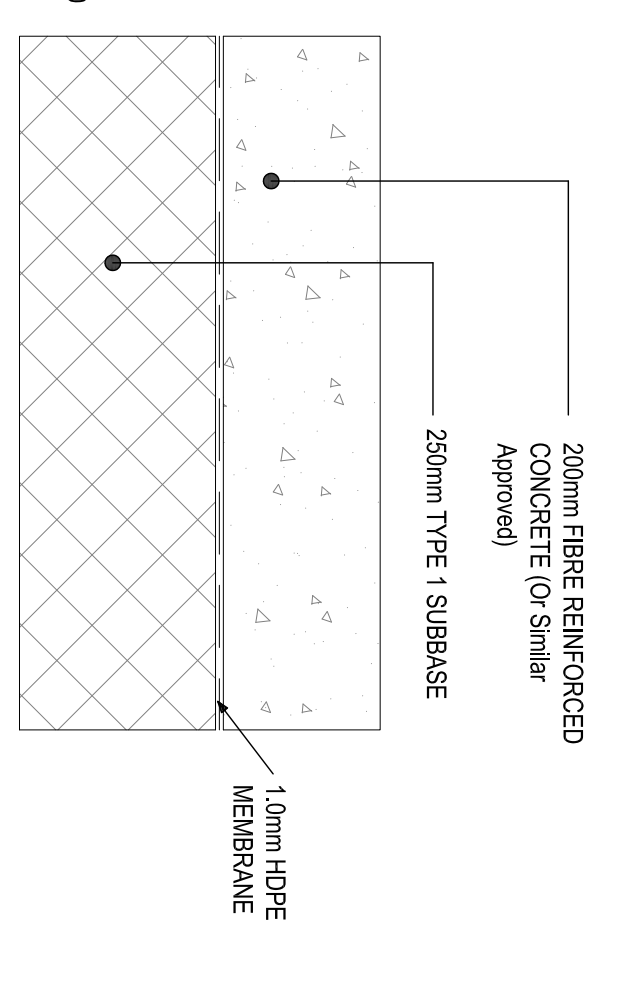 200mm FIBRE REINFORCED
CONCRETE (Or Similar
Approved)
250mm TYPE 1 SUBBASE
1.0mm HDPE
MEMBRANE